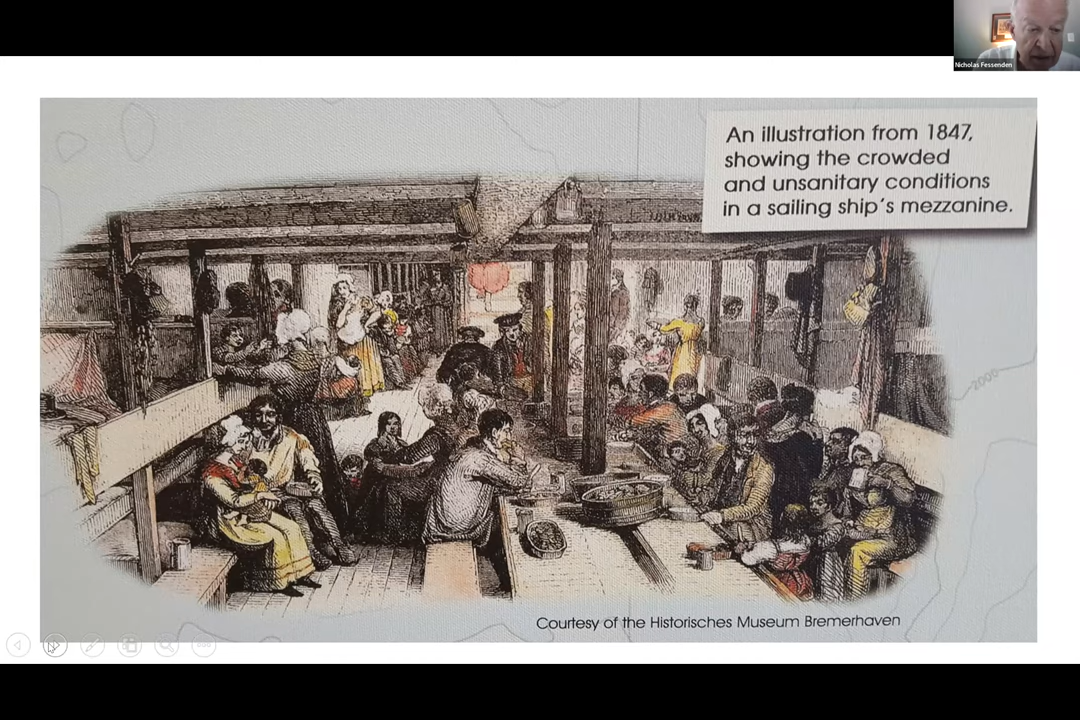 Nicholas Fessenden
An illustration from 1847,
showing the crowded
and unsanitary conditions
in a sailing ship's mezzanine.
2000
Courtesy of the Historisches Museum Bremerhaven